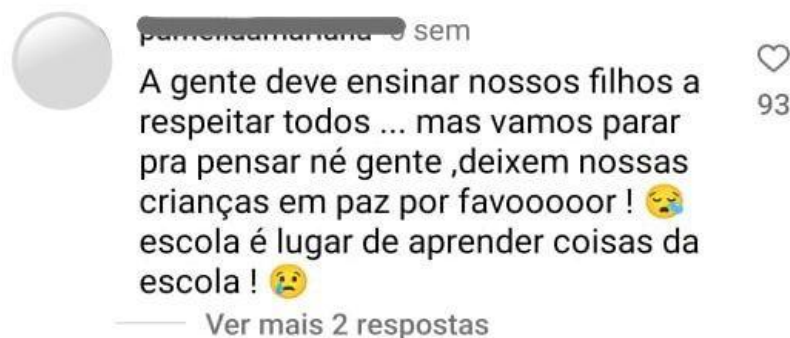 sem
A gente deve ensinar nossos filhos a
respeitar todos ... mas vamos parar
pra pensar né gente ,deixem nossas
crianças em paz por favooooor ! 😪
escola é lugar de aprender coisas da
escola ! 😢
93
Ver mais 2 respostas